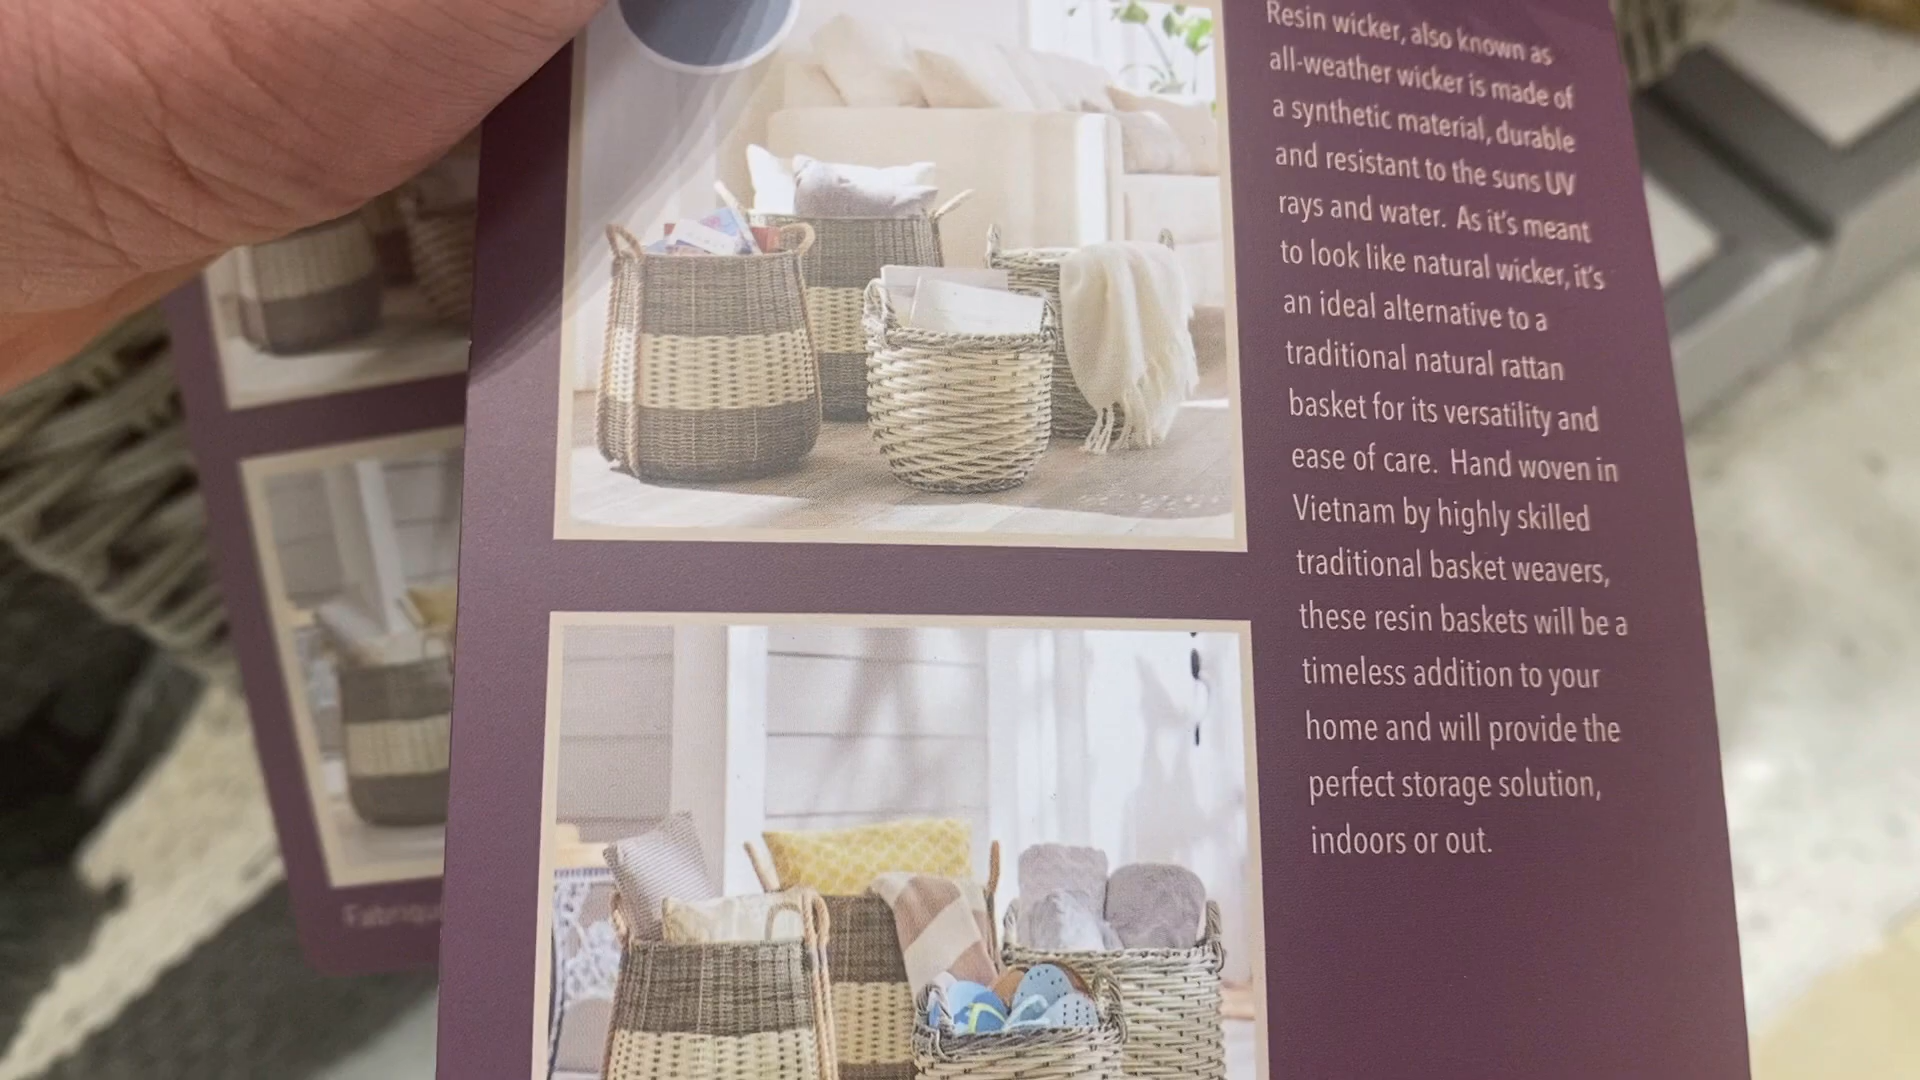 Resin wicker, also known as
all-weather wicker is made of
a synthetic material, durable
and resistant to the suns UV
rays and water. As it's meant
to look like natural wicker, it's
an ideal alternative to a
traditional natural rattan
basket for its versatility and
ease of care. Hand woven in
Vietnam by highly skilled
traditional basket weavers,
these resin baskets will be a
timeless addition to your
home and will provide the
perfect storage solution,
indoors or out.